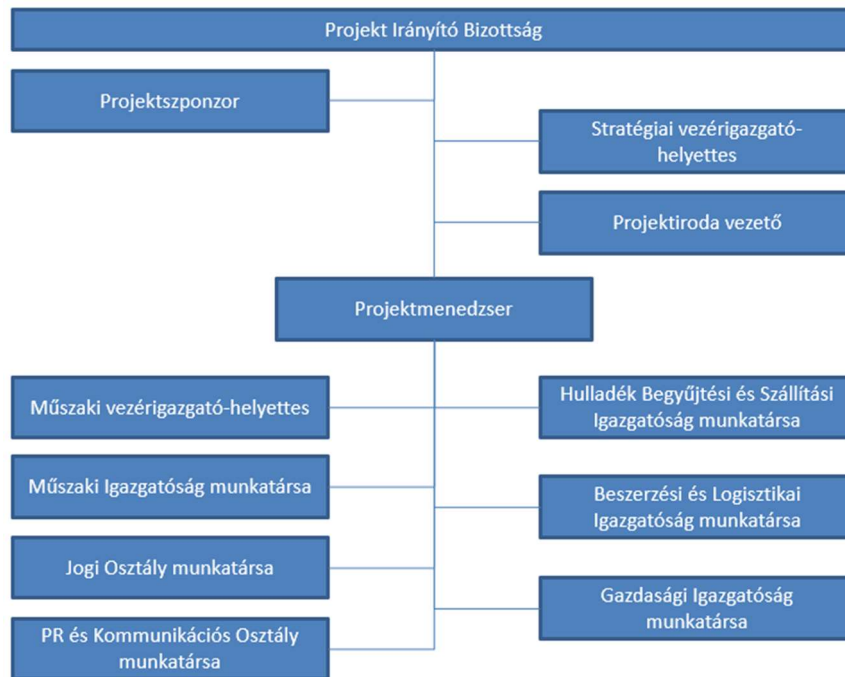 Projekt Irányító Bizottság
Projektszponzor
Stratégiai vezérigazgató-
helyettes
Projektiroda vezető
Projektmenedzser
Műszaki vezérigazgató-helyettes
Hulladék Begyűjtési és Szállítási
Igazgatóság munkatársa
Műszaki Igazgatóság munkatársa
Beszerzési és Logisztikai
Igazgatóság munkatársa
Jogi Osztály munkatársa
Gazdasági Igazgatóság
munkatársa
PR és Kommunikációs Osztály
munkatársa